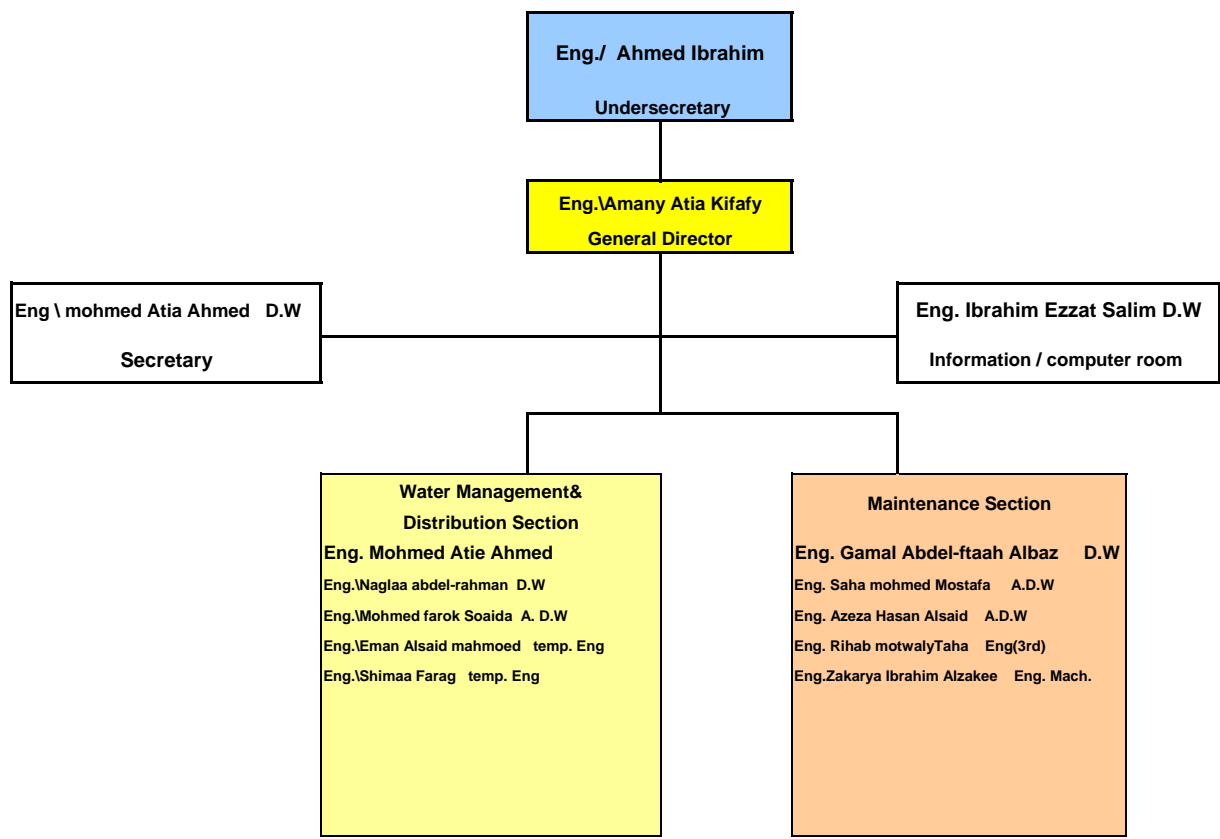 Eng./ Ahmed Ibrahim
Undersecretary
Eng.\Amany Atia Kifafy
General Director
Eng \ mohmed Atia Ahmed D.W
Secretary
Eng. Ibrahim Ezzat Salim D.W
Information / computer room
Water Management&
Distribution Section
Eng. Mohmed Atie Ahmed
Eng.\Naglaa abdel-rahman D.W
Eng.\Mohmed farok Soaida A. D.W
Eng.\Eman Alsaid mahmoed temp. Eng
Eng.\Shimaa Farag temp. Eng
Maintenance Section
Eng. Gamal Abdel-ftaah Albaz D.W
Eng. Saha mohmed Mostafa A.D.W
Eng. Azeza Hasan Alsaid A.D.W
Eng. Rihab motwalyTaha Eng(3rd)
Eng.Zakarya Ibrahim Alzakee Eng. Mach.